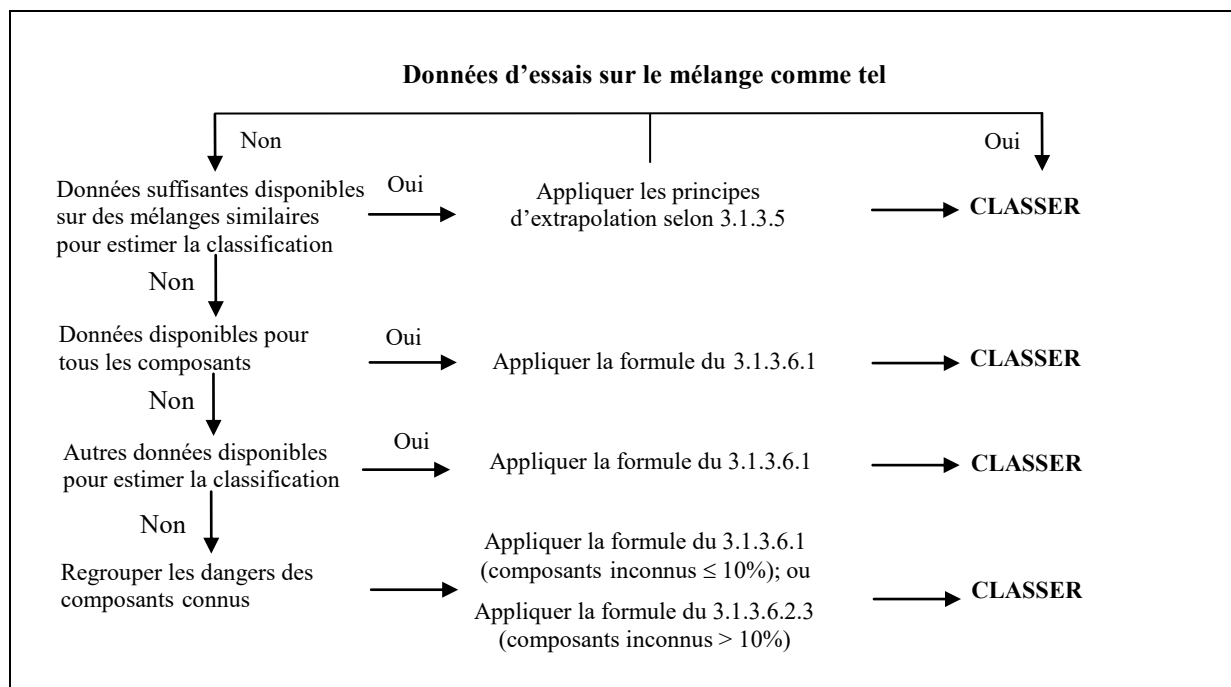 Données d’essais sur le mélange comme tel
Non
Oui
Données suffisantes disponibles
sur des mélanges similaires
pour estimer la classification
Oui
Appliquer les principes
d’extrapolation selon 3.1.3.5
CLASSER
Non
Données disponibles pour
tous les composants
Oui
Appliquer la formule du 3.1.3.6.1
CLASSER
Non
Autres données disponibles
pour estimer la classification
Oui
Appliquer la formule du 3.1.3.6.1
CLASSER
Non
Regrouper les dangers des
composants connus
Appliquer la formule du 3.1.3.6.1
(composants inconnus ≤ 10%); ou
Appliquer la formule du 3.1.3.6.2.3
(composants inconnus > 10%)
CLASSER